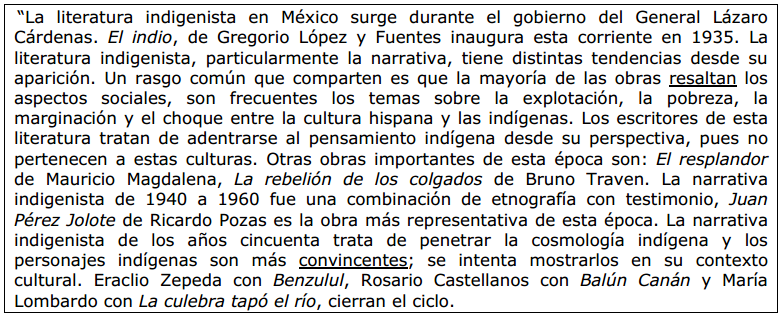 “La literatura indigenista en México surge durante el gobierno del General Lázaro
Cárdenas. El indio, de Gregorio López y Fuentes inaugura esta corriente en 1935. La
literatura indigenista, particularmente la narrativa, tiene distintas tendencias desde su
aparición. Un rasgo común que comparten es que la mayoría de las obras resaltan los
aspectos sociales, son frecuentes los temas sobre la explotación, la pobreza, la
marginación y el choque entre la cultura hispana y las indígenas. Los escritores de esta
literatura tratan de adentrarse al pensamiento indígena desde su perspectiva, pues no
pertenecen a estas culturas. Otras obras importantes de esta época son: El resplandor
de Mauricio Magdalena, La rebelión de los colgados de Bruno Traven. La narrativa
indigenista de 1940 a 1960 fue una combinación de etnografía con testimonio, Juan
Pérez Jolote de Ricardo Pozas es la obra más representativa de esta época. La narrativa
indigenista de los años cincuenta trata de penetrar la cosmología indígena y los
personajes indígenas son más convincentes; se intenta mostrarlos en su contexto
cultural. Eraclio Zepeda con Benzulul, Rosario Castellanos con Balún Canán y María
Lombardo con La culebra tapó el río, cierran el ciclo.